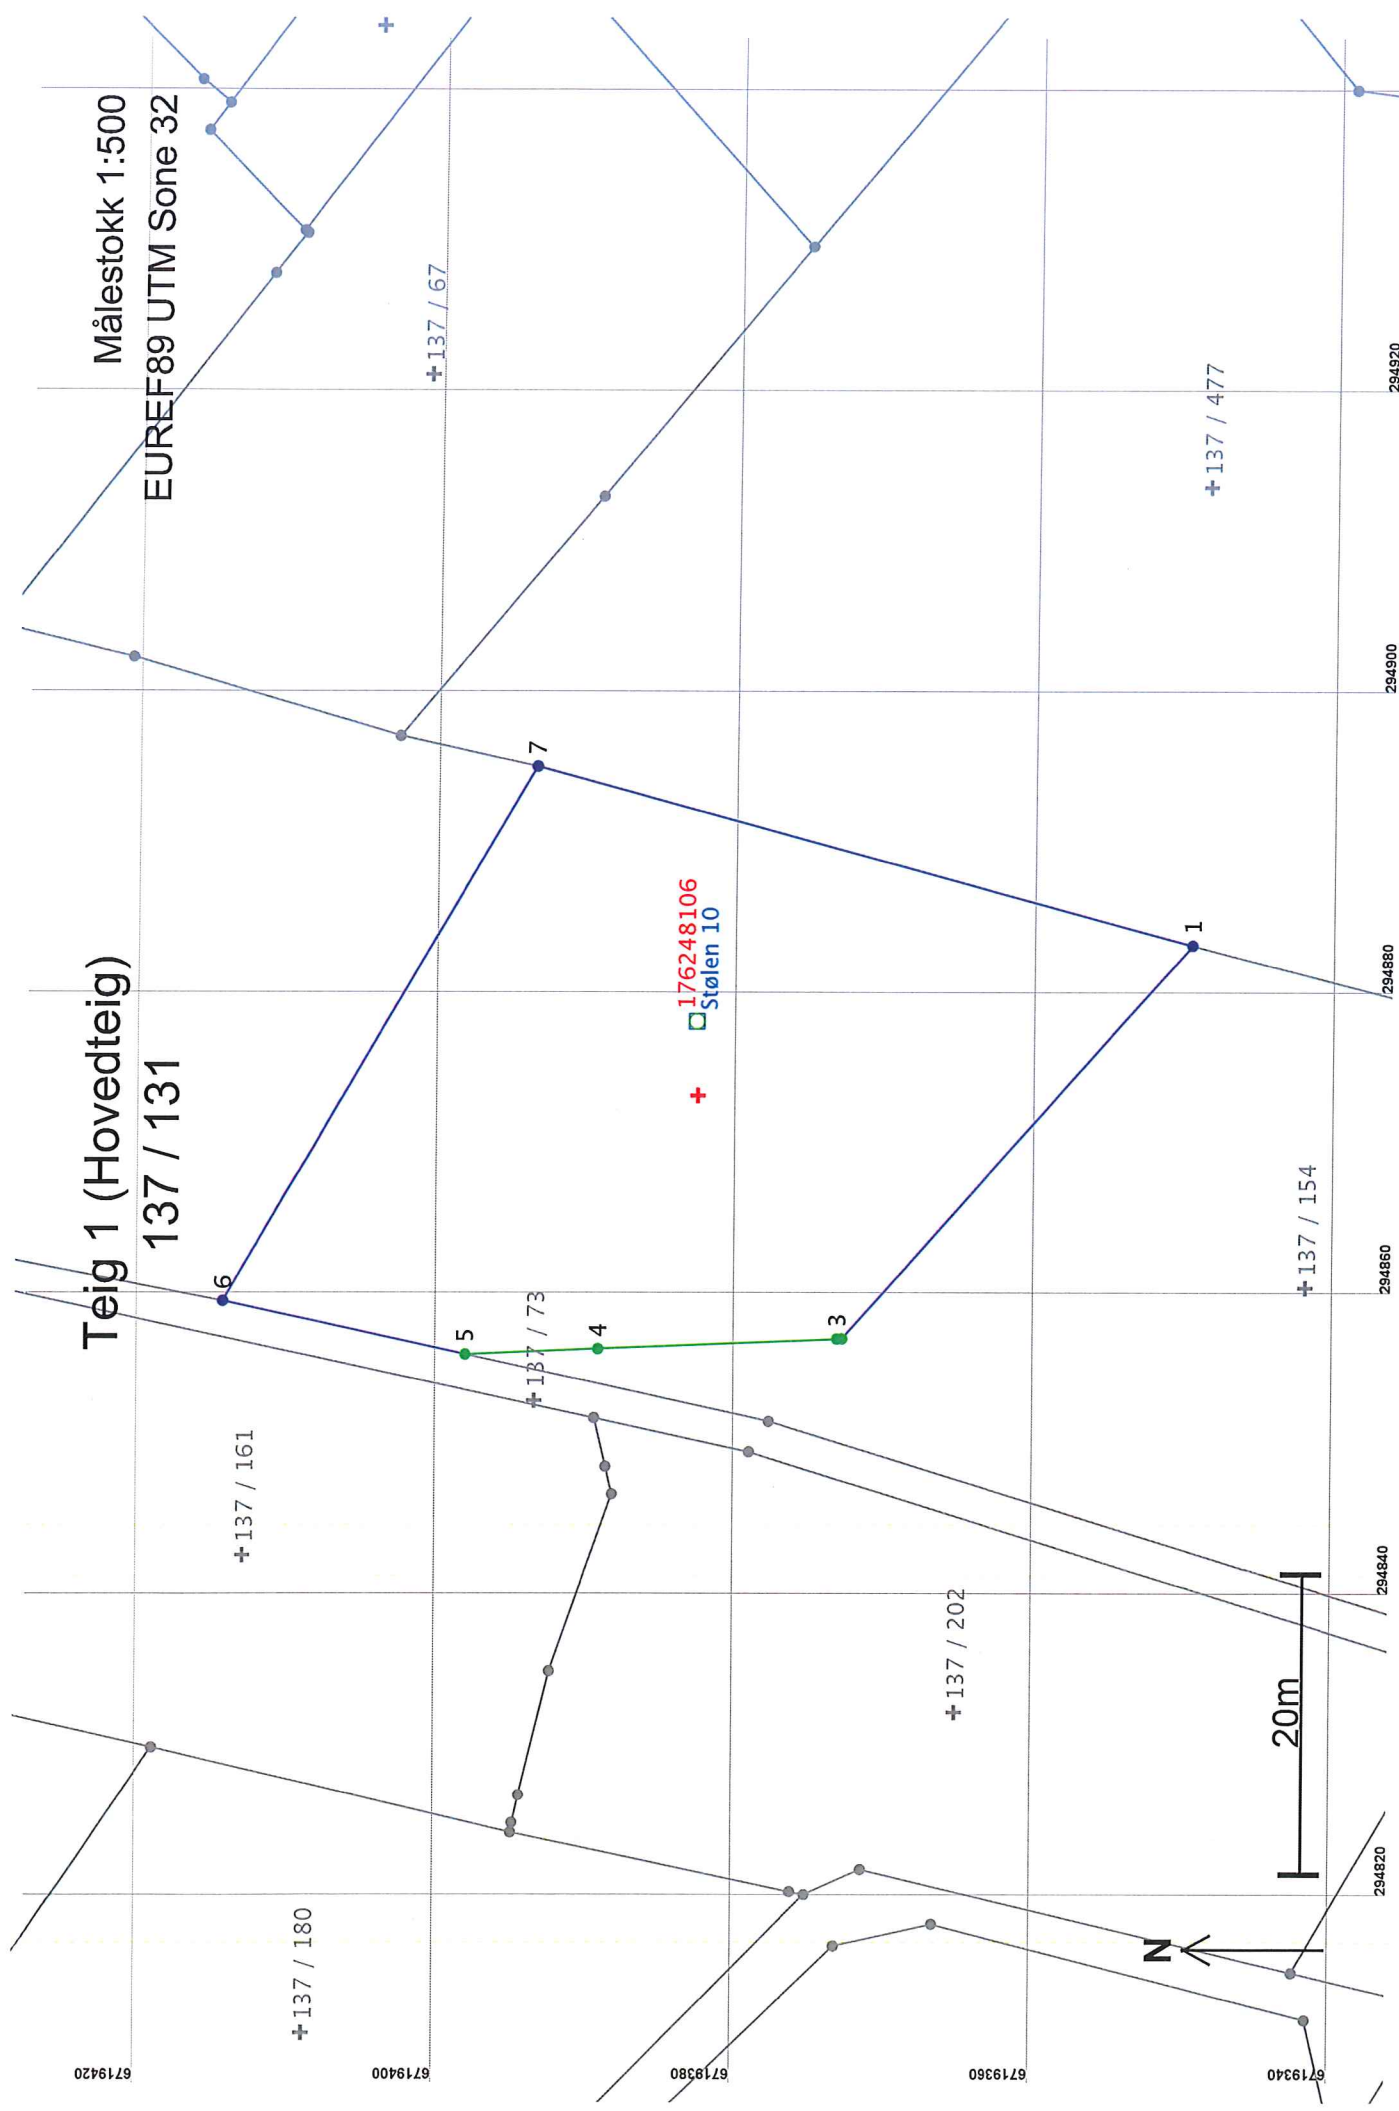 Teig 1 (Hovedteig)
137 / 131
Målestokk 1:500
EUREF89 UTM Sone 32
137 / 180
137 / 161
137 / 67
6
5
137 / 73
4
3
7
1
176248106
Stølen 10
137 / 202
137 / 154
137 / 477
N
20m
6719420
6719400
6719380
6719360
6719340
294820
294840
294860
294880
294900
294920